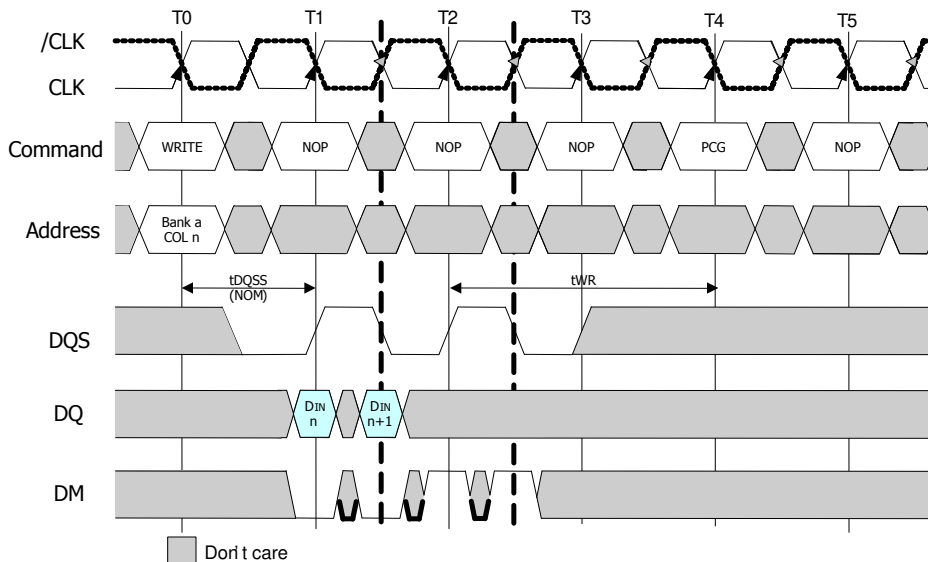 T0 T1 T2 T3 T4 T5
/CLK
CLK
Command WRITE NOP NOP NOP PCG NOP
Address Bank a
COL n
tDQSS
(NOM)
tWR
DQS
DQ DIN
n
DIN
n+1
DM
Don't care